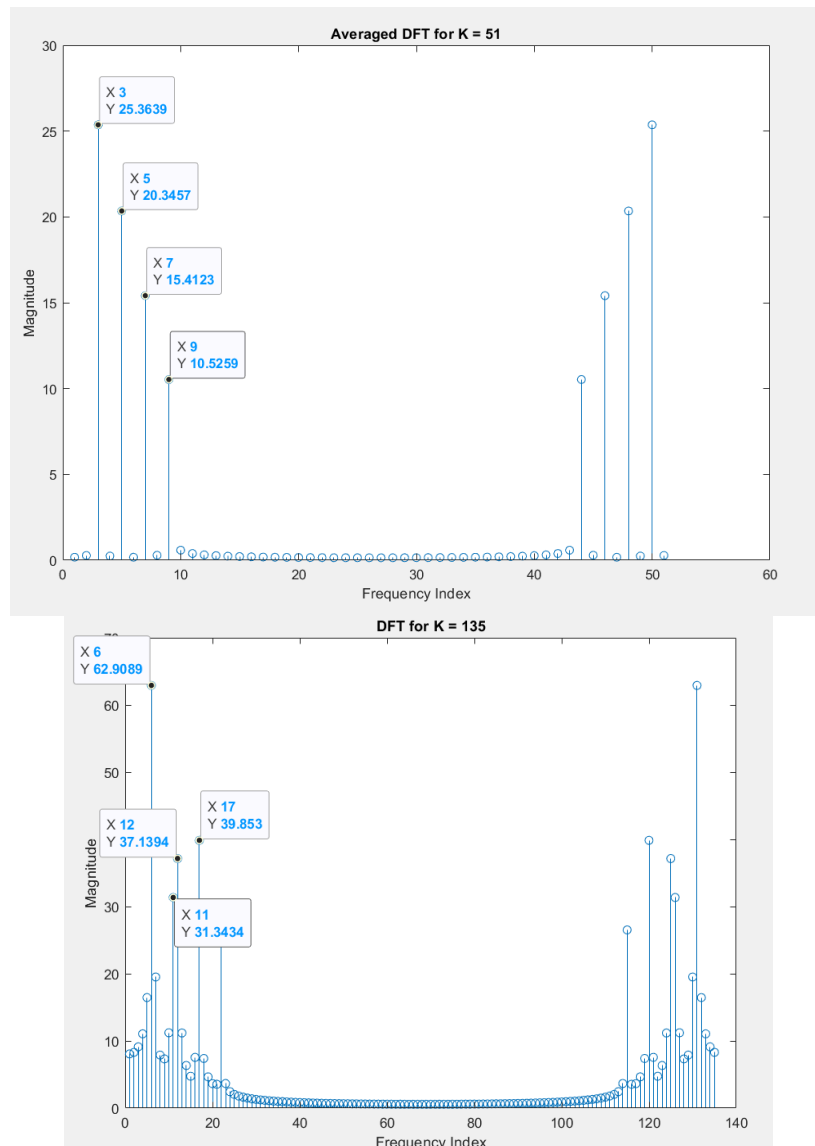 Averaged DFT for K = 51
30
25
20
15
10
5
0
Magnitude
X 3
Y 25.3639
X 5
Y 20.3457
X 7
Y 15.4123
X 9
Y 10.5259
0 10 20 30 40 50 60
Frequency Index
DFT for K = 135
60
50
40
30
20
10
0
Magnitude
X 6
Y 62.9089
X 17
Y 39.853
X 12
Y 37.1394
X 11
Y 31.3434
0 20 40 60 80 100 120 140
Frequency Index